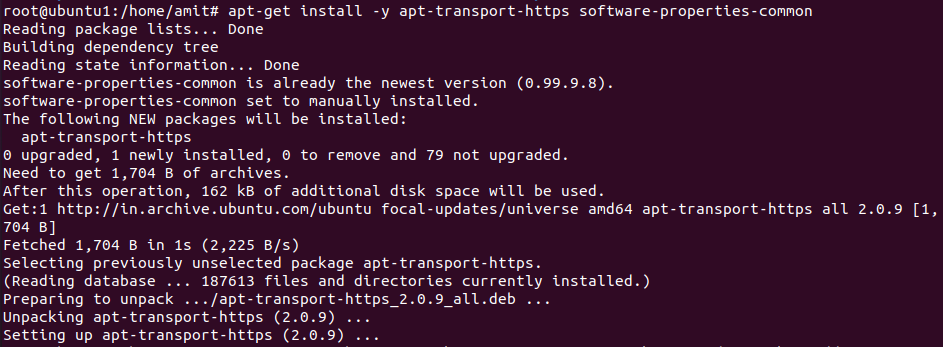 root@ubuntu1:/home/amit# apt-get install -y apt-transport-https software-properties-common
Reading package lists... Done
Building dependency tree
Reading state information... Done
software-properties-common is already the newest version (0.99.9.8).
software-properties-common set to manually installed.
The following NEW packages will be installed:
  apt-transport-https
0 upgraded, 1 newly installed, 0 to remove and 79 not upgraded.
Need to get 1,704 B of archives.
After this operation, 162 kB of additional disk space will be used.
Get:1 http://in.archive.ubuntu.com/ubuntu focal-updates/universe amd64 apt-transport-https all 2.0.9 [1,
704 B]
Fetched 1,704 B in 1s (2,225 B/s)
Selecting previously unselected package apt-transport-https.
(Reading database ... 187613 files and directories currently installed.)
Preparing to unpack .../apt-transport-https_2.0.9_all.deb ...
Unpacking apt-transport-https (2.0.9) ...
Setting up apt-transport-https (2.0.9) ...